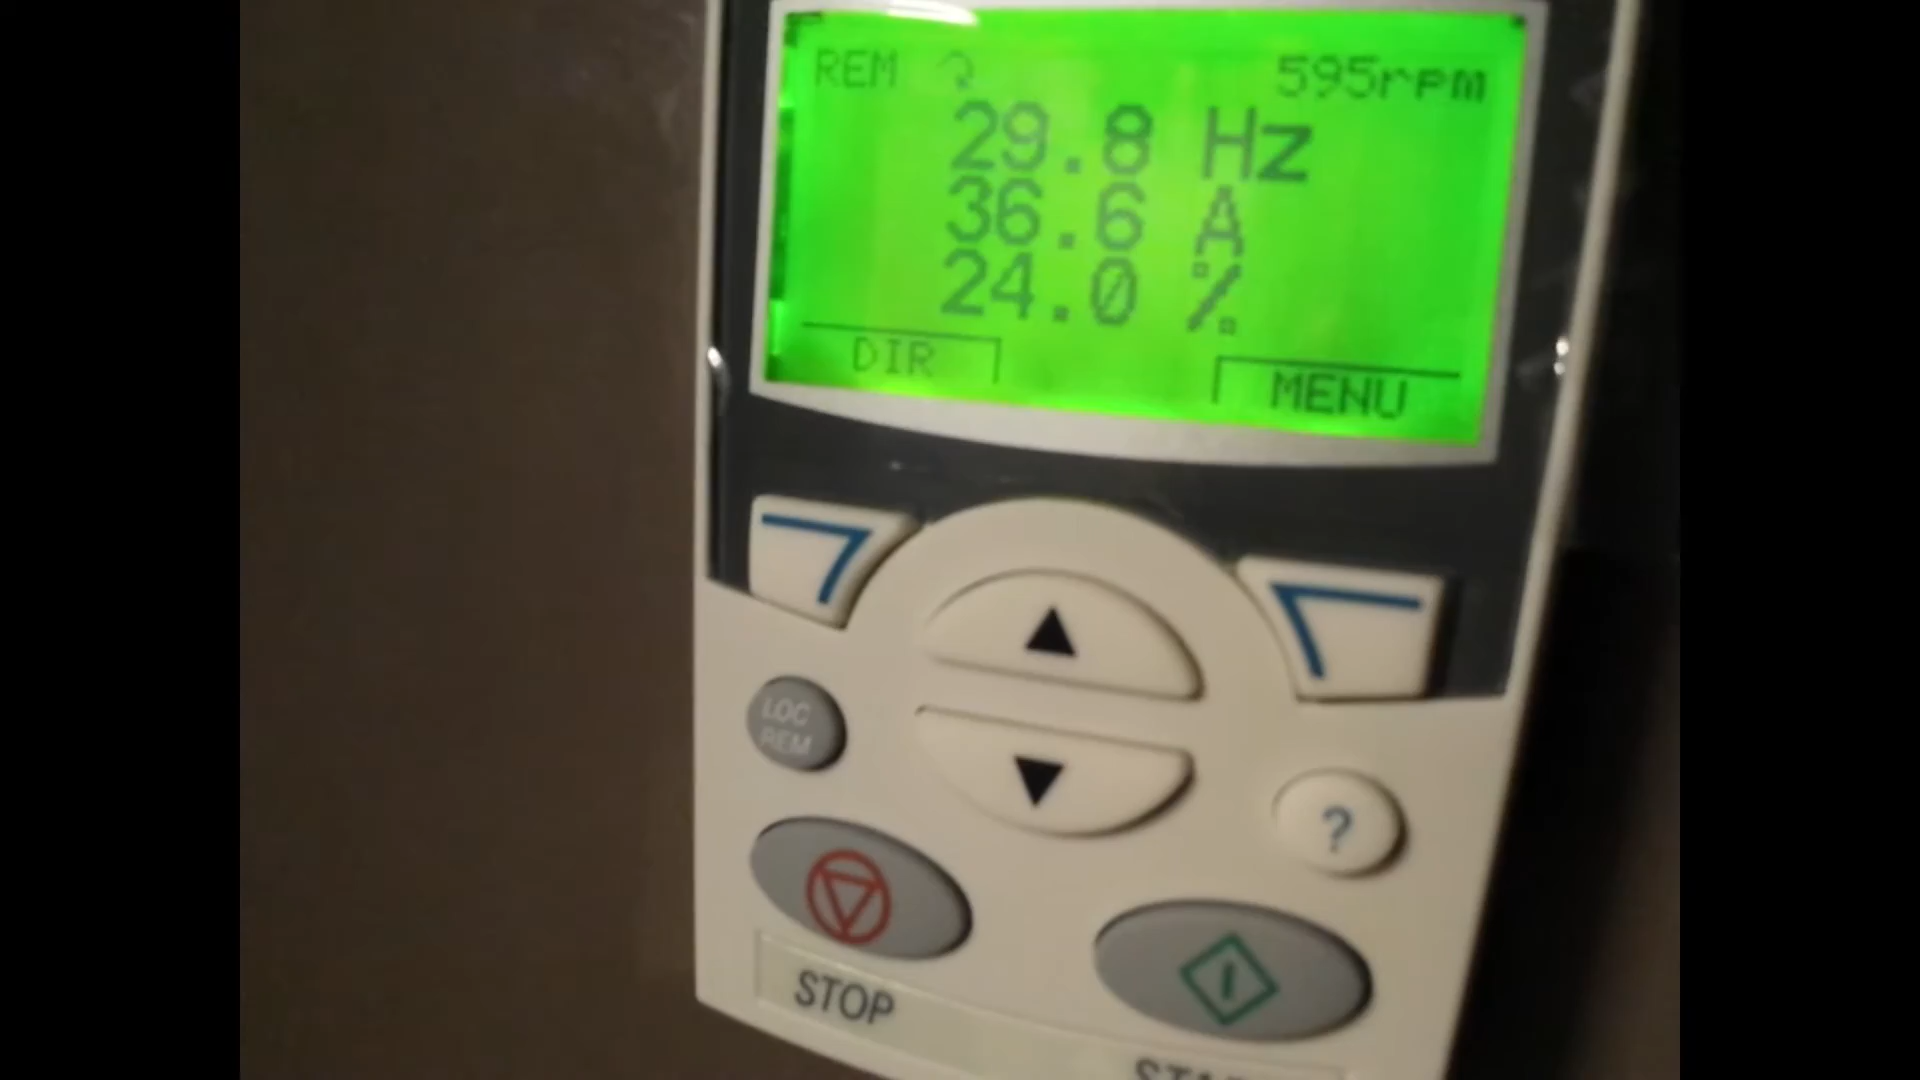 REM 595rpm
29.8 Hz
36.6 A
24.0 %
DIR MENU
LOC
REM
?
STOP